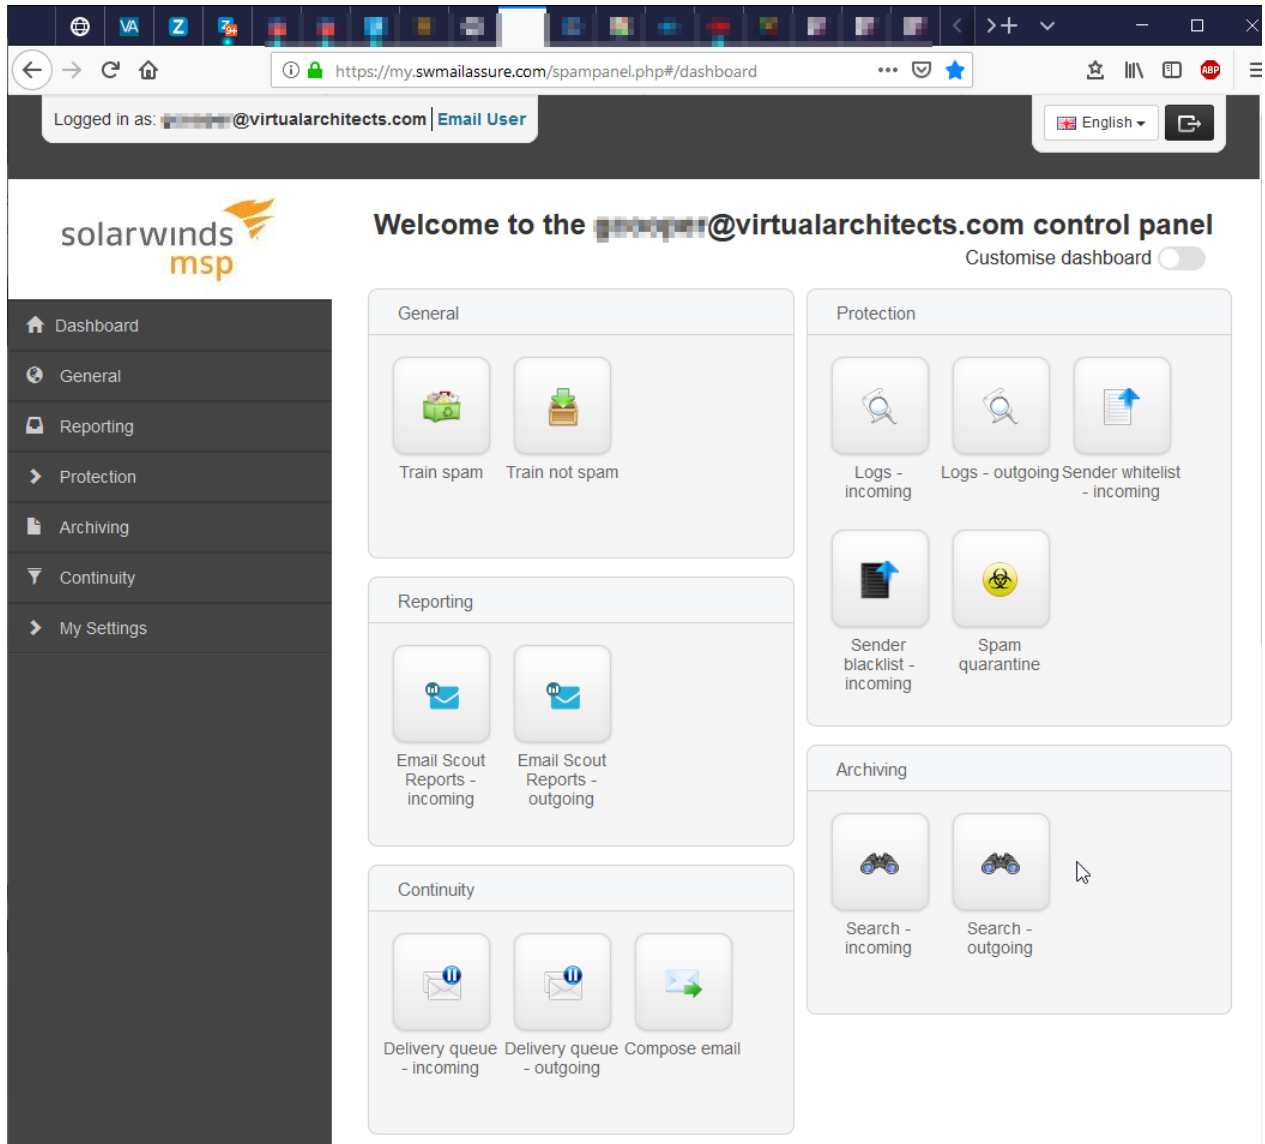 VA
Z
Z 9+
https://my.swmailassure.com/spampanel.php#/dashboard
ABP
Logged in as: @virtualarchitects.com Email User
English
solarwinds
msp
Welcome to the @virtualarchitects.com control panel
Customise dashboard
Dashboard
General
Reporting
Protection
Archiving
Continuity
My Settings
General
Train spam
Train not spam
Reporting
Email Scout
Reports -
incoming
Email Scout
Reports -
outgoing
Continuity
Delivery queue
- incoming
Delivery queue
- outgoing
Compose email
Protection
Logs -
incoming
Logs - outgoing
Sender whitelist
- incoming
Sender
blacklist -
incoming
Spam
quarantine
Archiving
Search -
incoming
Search -
outgoing